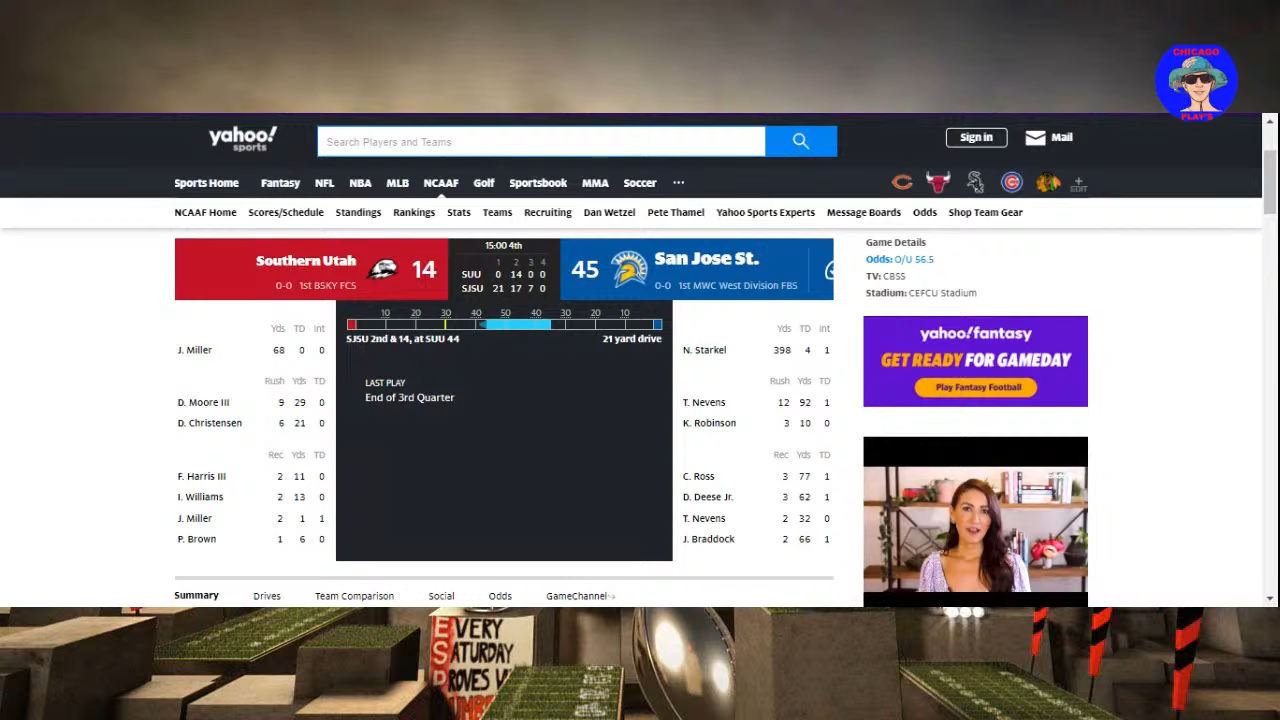 CHICAGO
PLAY'S
yahoo!
sports
Search Players and Teams
Sign in
Mail
Sports Home Fantasy NFL NBA MLB NCAAF Golf Sportsbook MMA Soccer ...
EDIT
NCAAF Home Scores/Schedule Standings Rankings Stats Teams Recruiting Dan Wetzel Pete Thamel Yahoo Sports Experts Message Boards Odds Shop Team Gear
Southern Utah 14
0-0 1st BSKY FCS
15:00 4th
1 2 3 4
SUU 0 14 0 0
SJSU 21 17 7 0
45 San Jose St.
0-0 1st MWC West Division FBS
Game Details
Odds: O/U 56.5
TV: CBSS
Stadium: CEFCU Stadium
Yds TD Int
J. Miller 68 0 0
Rush Yds TD
D. Moore III 9 29 0
D. Christensen 6 21 0
Rec Yds TD
F. Harris III 2 11 0
I. Williams 2 13 0
J. Miller 2 1 1
P. Brown 1 6 0
10 20 30 40 50 40 30 20 10
SJSU 2nd & 14, at SUU 44 21 yard drive
LAST PLAY
End of 3rd Quarter
Yds TD Int
N. Starkel 398 4 1
Rush Yds TD
T. Nevens 12 92 1
K. Robinson 3 10 0
Rec Yds TD
C. Ross 3 77 1
D. Deese Jr. 3 62 1
T. Nevens 2 32 0
J. Braddock 2 66 1
yahoo!fantasy
GET READY FOR GAMEDAY
Play Fantasy Football
Summary Drives Team Comparison Social Odds GameChannel
EVERY
SATURDAY
PROVES